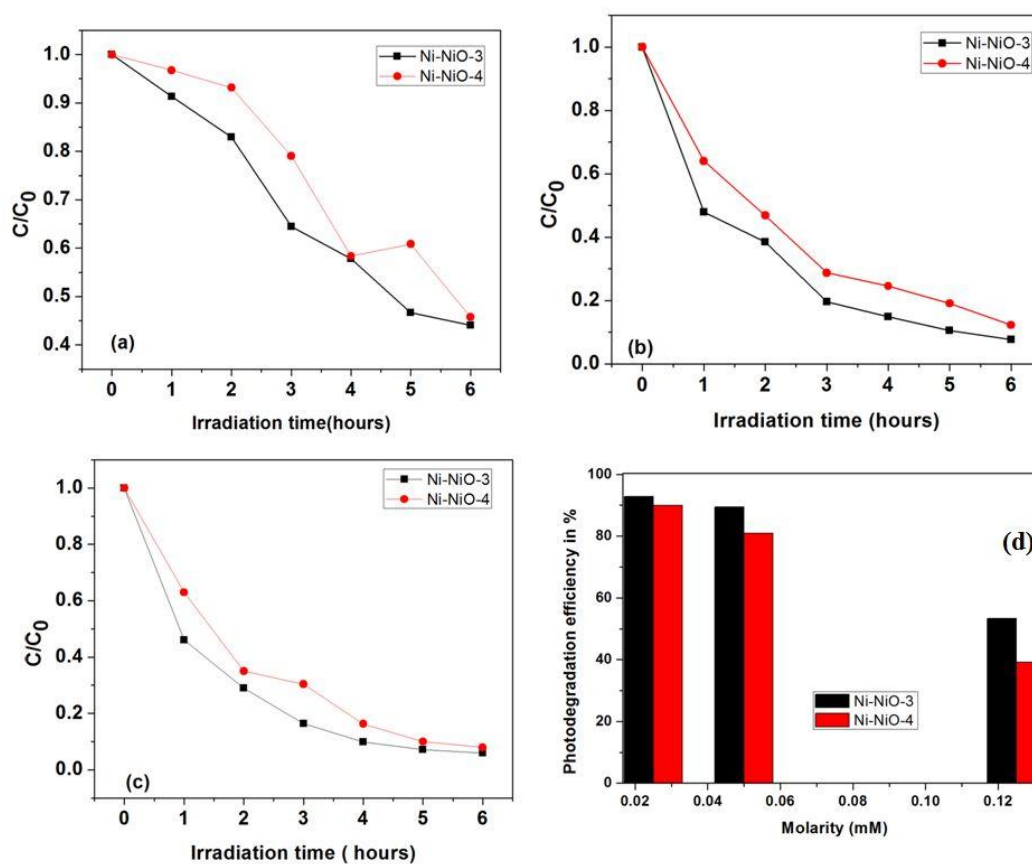 Ni-NiO-3
Ni-NiO-4
1.0
0.9
0.8
0.7
0.6
0.5
0.4
C/C0
(a)
0 1 2 3 4 5 6
Irradiation time(hours)
Ni-NiO-3
Ni-NiO-4
1.0
0.8
0.6
0.4
0.2
0.0
C/C0
(b)
0 1 2 3 4 5 6
Irradiation time (hours)
Ni-NiO-3
Ni-NiO-4
1.0
0.8
0.6
0.4
0.2
0.0
C/C0
(c)
0 1 2 3 4 5 6
Irradiation time ( hours)
100
80
60
40
20
0
Photodegradation efficiency in %
(d)
Ni-NiO-3
Ni-NiO-4
0.02 0.04 0.06 0.08 0.10 0.12
Molarity (mM)